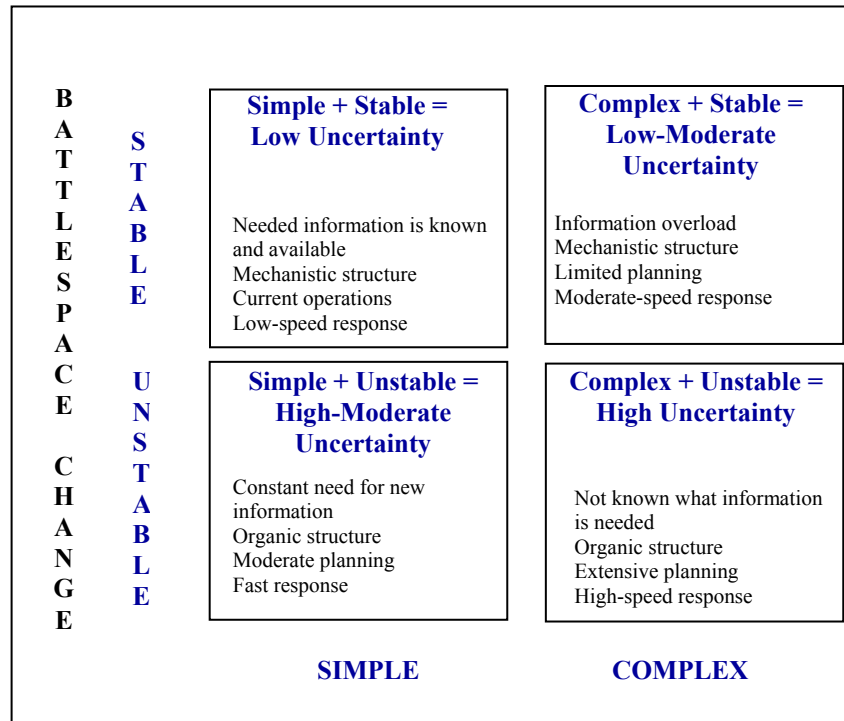 BATTLESPACE CHANGE
STABLE
Simple + Stable =
Low Uncertainty
Needed information is known
and available
Mechanistic structure
Current operations
Low-speed response
Complex + Stable =
Low-Moderate
Uncertainty
Information overload
Mechanistic structure
Limited planning
Moderate-speed response
UNSTABLE
Simple + Unstable =
High-Moderate
Uncertainty
Constant need for new
information
Organic structure
Moderate planning
Fast response
Complex + Unstable =
High Uncertainty
Not known what information
is needed
Organic structure
Extensive planning
High-speed response
SIMPLE
COMPLEX